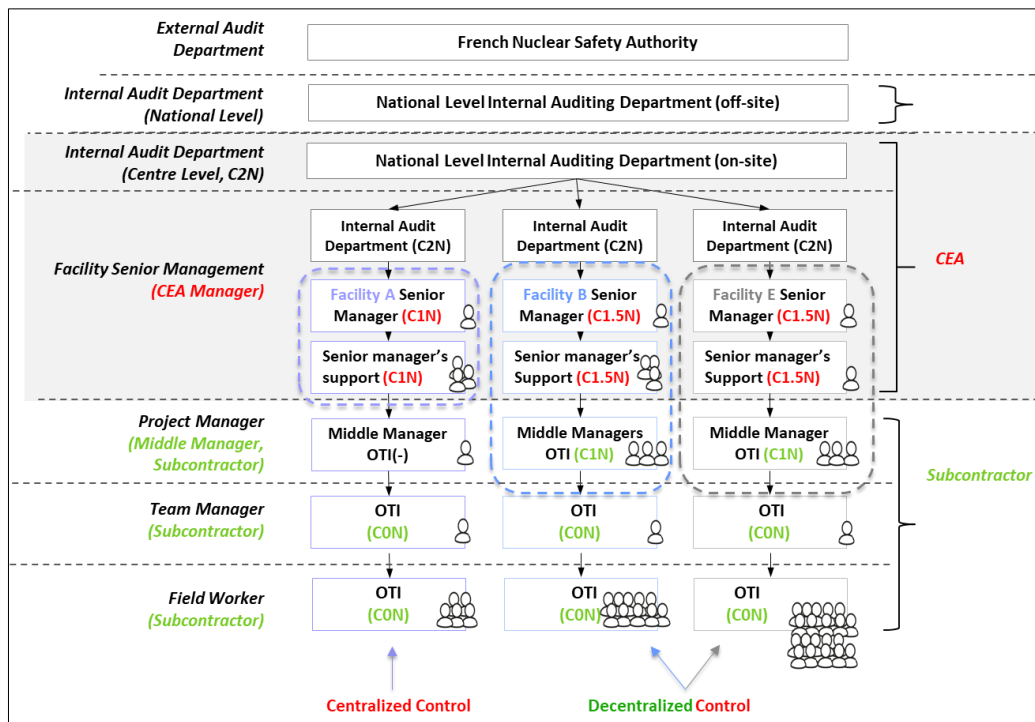 External Audit
Department
French Nuclear Safety Authority
Internal Audit Department
(National Level)
National Level Internal Auditing Department (off-site)
Internal Audit Department
(Centre Level, C2N)
National Level Internal Auditing Department (on-site)
Internal Audit
Department (C2N)
Internal Audit
Department (C2N)
Internal Audit
Department (C2N)
Facility Senior Management
(CEA Manager)
CEA
Facility A Senior
Manager (C1N)
Facility B Senior
Manager (C1.5N)
Facility E Senior
Manager (C1.5N)
Senior manager's
support (C1N)
Senior manager's
Support (C1.5N)
Senior manager's
Support (C1.5N)
Project Manager
(Middle Manager,
Subcontractor)
Middle Manager
OTI(-)
Middle Managers
OTI (C1N)
Middle Manager
OTI (C1N)
Subcontractor
Team Manager
(Subcontractor)
OTI
(C0N)
OTI
(C0N)
OTI
(C0N)
Field Worker
(Subcontractor)
OTI
(C0N)
OTI
(C0N)
OTI
(C0N)
Centralized Control
Decentralized Control